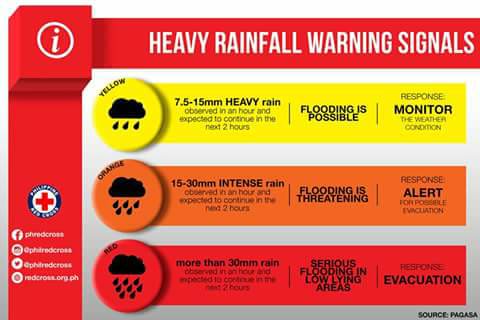 HEAVY RAINFALL WARNING SIGNALS
YELLOW
7.5-15mm HEAVY rain
observed in an hour and
expected to continue in the
next 2 hours
FLOODING IS
POSSIBLE
RESPONSE:
MONITOR
THE WEATHER
CONDITION
ORANGE
15-30mm INTENSE rain
observed in an hour and
expected to continue in the
next 2 hours
FLOODING IS
THREATENING
RESPONSE:
ALERT
FOR POSSIBLE
EVACUATION
RED
more than 30mm rain
observed in an hour and
expected to continue in the
next 2 hours
SERIOUS
FLOODING IN
LOW LYING
AREAS
RESPONSE:
EVACUATION
PHILIPPINE
RED CROSS
phredcross
@philredcross
@philredcross
redcross.org.ph
SOURCE: PAGASA